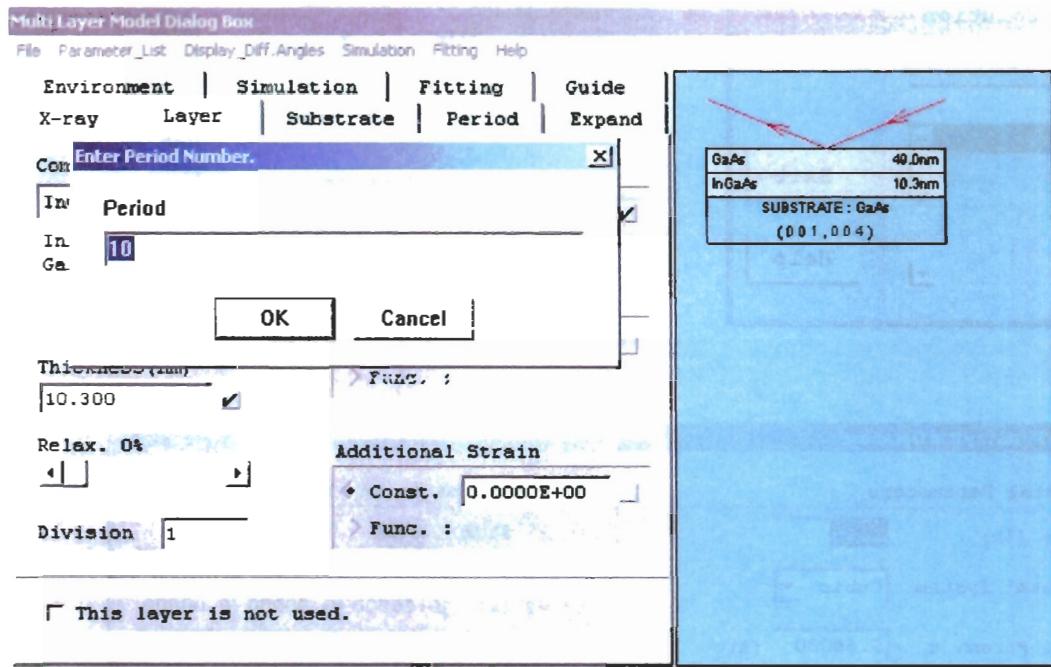 Multi Layer Model Dialog Box
File Parameter_List Display_Diff.Angles Simulation Fitting Help
Environment Simulation Fitting Guide
X-ray Layer Substrate Period Expand
Enter Period Number.
Period
In
Ga
10
OK Cancel
Thickness(nm)
10.300
Func. :
Relax. 0%
Additional Strain
Const. 0.0000E+00
Func. :
Division 1
This layer is not used.
GaAs 40.0nm
InGaAs 10.3nm
SUBSTRATE : GaAs
(001,004)